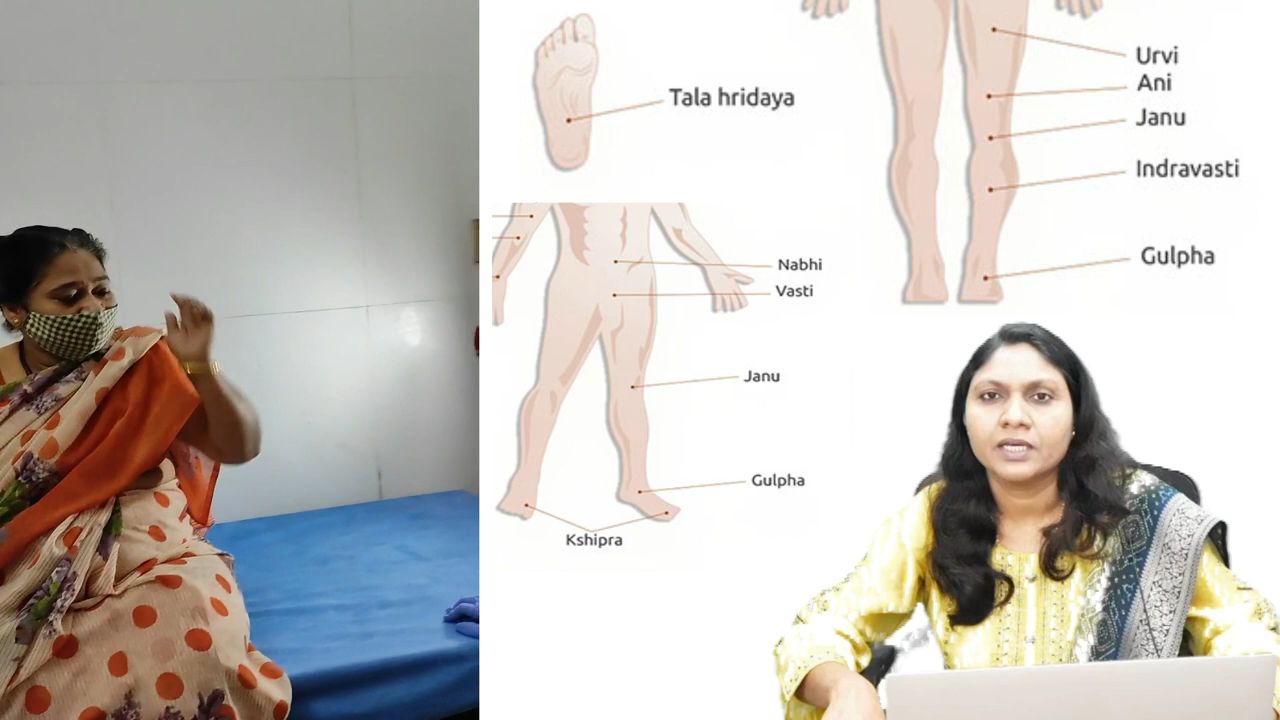 Tala hridaya
Urvi
Ani
Janu
Indravasti
Gulpha
Nabhi
Vasti
Janu
Gulpha
Kshipra